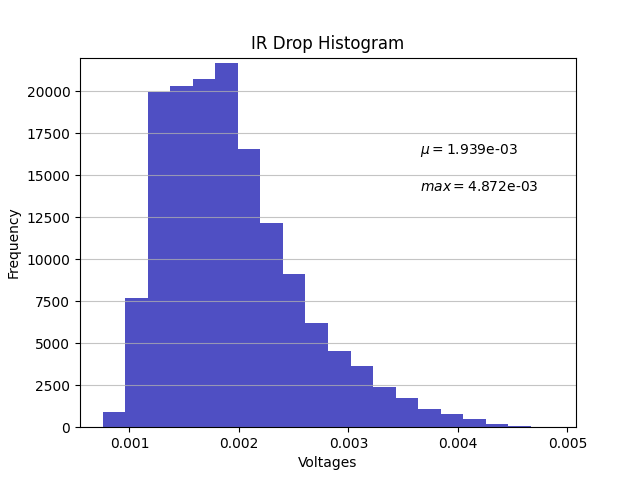 IR Drop Histogram
20000
17500
15000
12500
10000
7500
5000
2500
0
Frequency
μ = 1.939e-03
max = 4.872e-03
0.001 0.002 0.003 0.004 0.005
Voltages